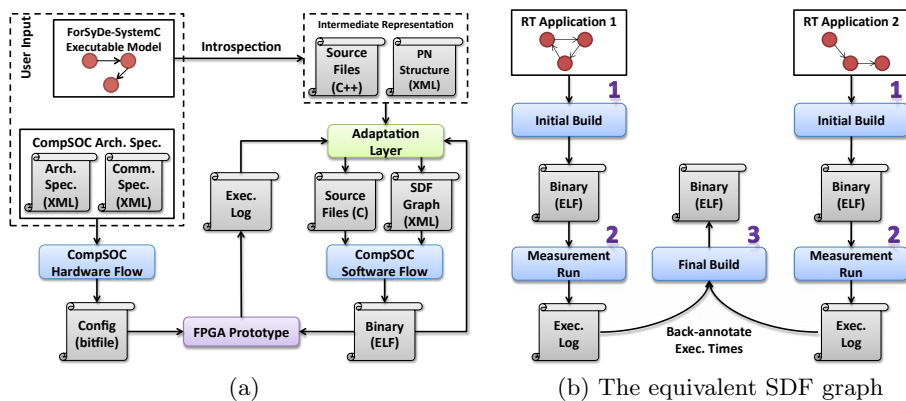 User Input
ForSyDe-SystemC
Executable Model
Introspection
Intermediate Representation
Source
Files
(C++)
PN
Structure
(XML)
CompSOC Arch. Spec.
Arch.
Spec.
(XML)
Comm.
Spec.
(XML)
Adaptation
Layer
Exec.
Log
Source
Files (C)
SDF
Graph
(XML)
CompSOC
Hardware Flow
CompSOC
Software Flow
Config
(bitfile)
FPGA Prototype
Binary
(ELF)
(a)
RT Application 1
RT Application 2
1
Initial Build
1
Initial Build
Binary
(ELF)
Binary
(ELF)
Binary
(ELF)
2
Measurement
Run
3
Final Build
2
Measurement
Run
Exec.
Log
Back-annotate
Exec. Times
Exec.
Log
(b) The equivalent SDF graph